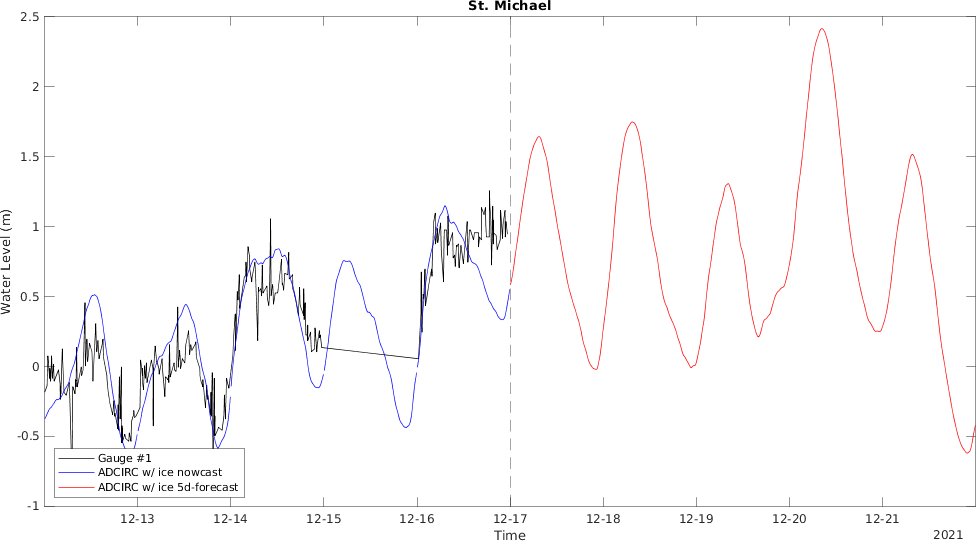 St. Michael
2.5
2
1.5
1
0.5
0
-0.5
-1
Water Level (m)
Gauge #1
ADCIRC w/ ice nowcast
ADCIRC w/ ice 5d-forecast
12-13 12-14 12-15 12-16 12-17 12-18 12-19 12-20 12-21
Time
2021